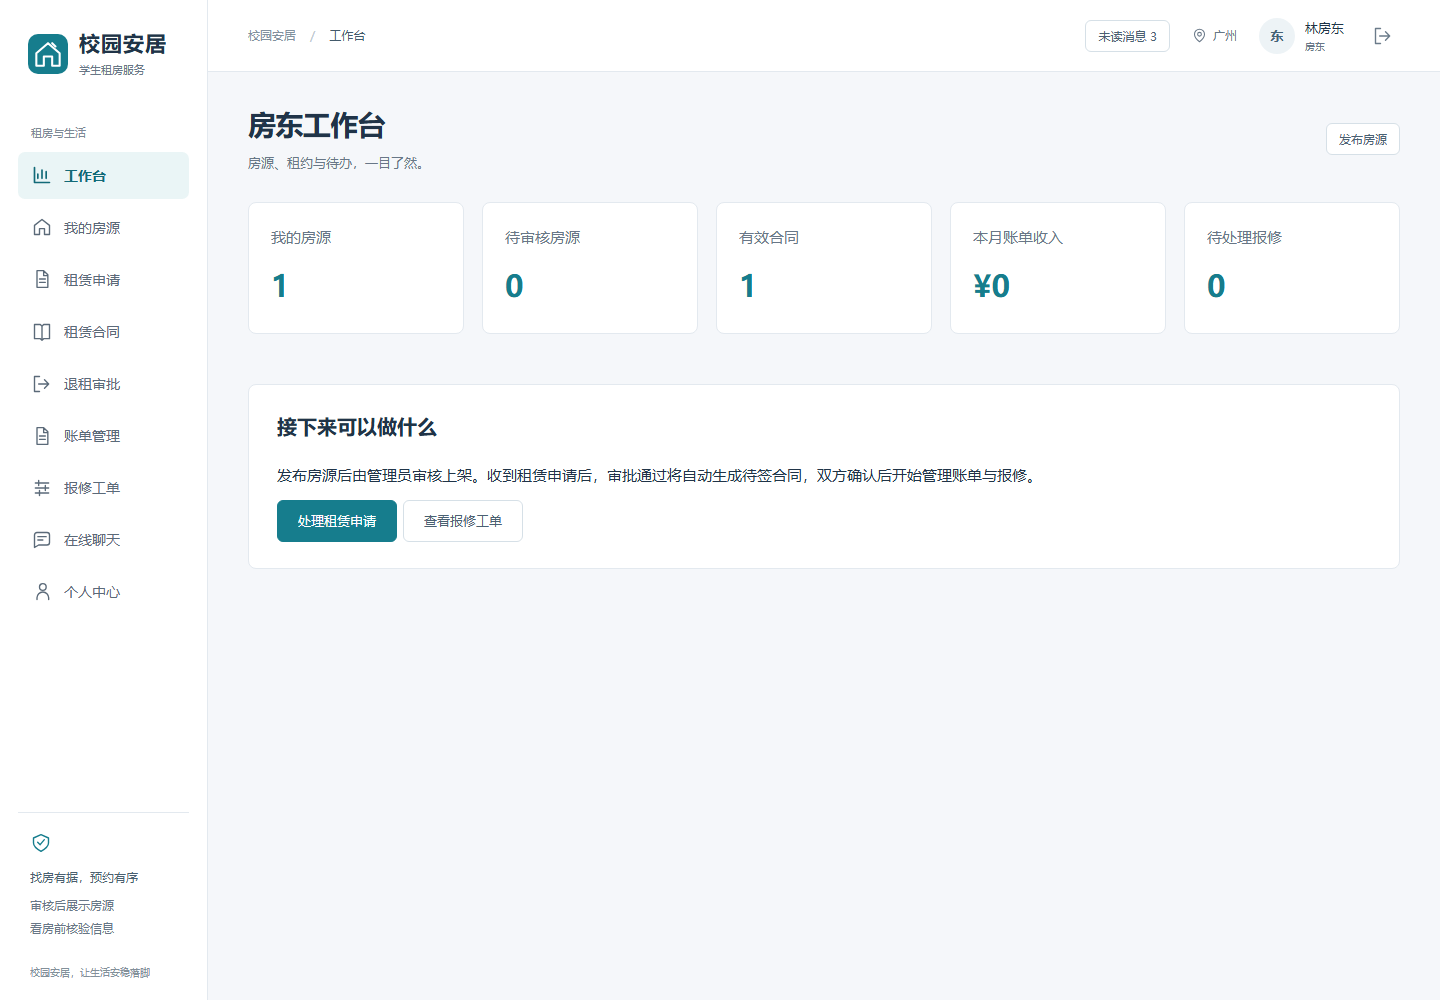 校园安居
学生租房服务
租房与生活
工作台
我的房源
租赁申请
租赁合同
退租审批
账单管理
报修工单
在线聊天
个人中心
找房有据，预约有序
审核后展示房源
看房前核验信息
校园安居，让生活安稳落脚
校园安居 / 工作台
未读消息 3
广州
东
林房东
房东
房东工作台
房源、租约与待办，一目了然。
发布房源
我的房源
1
待审核房源
0
有效合同
1
本月账单收入
¥0
待处理报修
0
接下来可以做什么
发布房源后由管理员审核上架。收到租赁申请后，审批通过将自动生成待签合同，双方确认后开始管理账单与报修。
处理租赁申请
查看报修工单